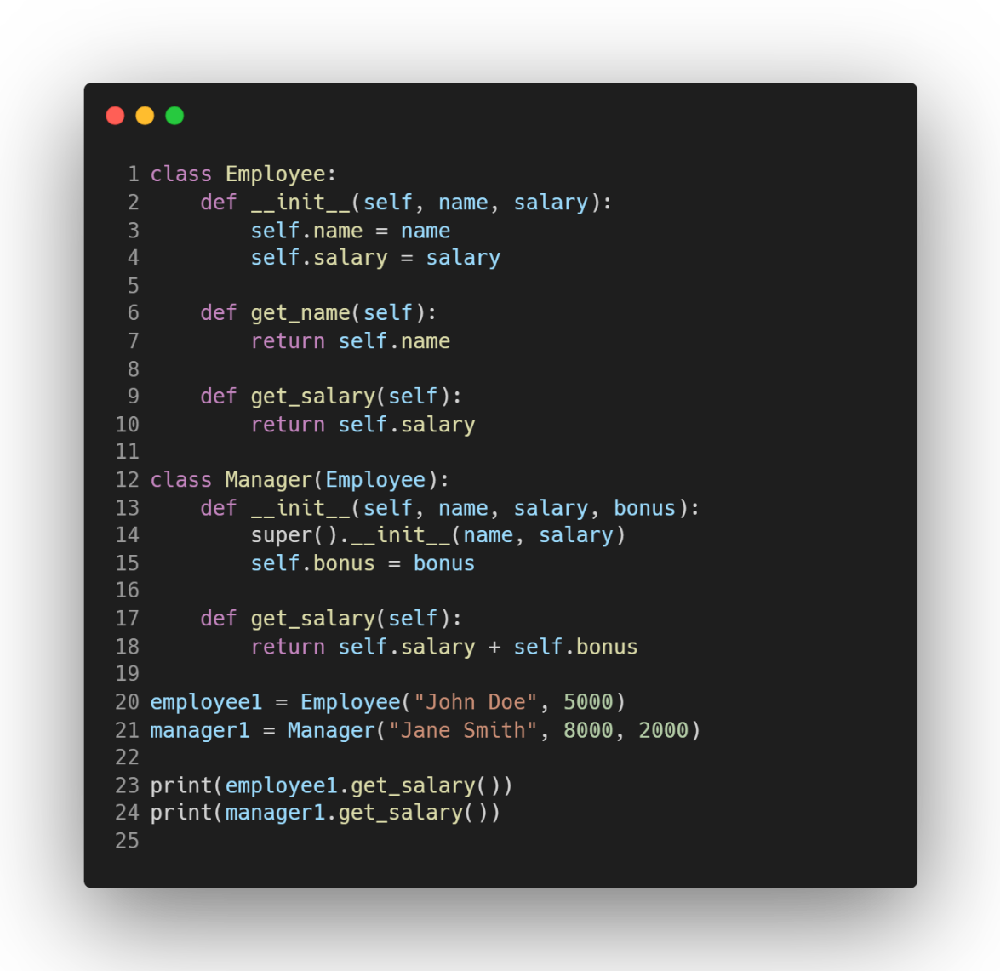 1 class Employee:
2     def __init__(self, name, salary):
3         self.name = name
4         self.salary = salary
5
6     def get_name(self):
7         return self.name
8
9     def get_salary(self):
10         return self.salary
11
12 class Manager(Employee):
13     def __init__(self, name, salary, bonus):
14         super().__init__(name, salary)
15         self.bonus = bonus
16
17     def get_salary(self):
18         return self.salary + self.bonus
19
20 employee1 = Employee("John Doe", 5000)
21 manager1 = Manager("Jane Smith", 8000, 2000)
22
23 print(employee1.get_salary())
24 print(manager1.get_salary())
25